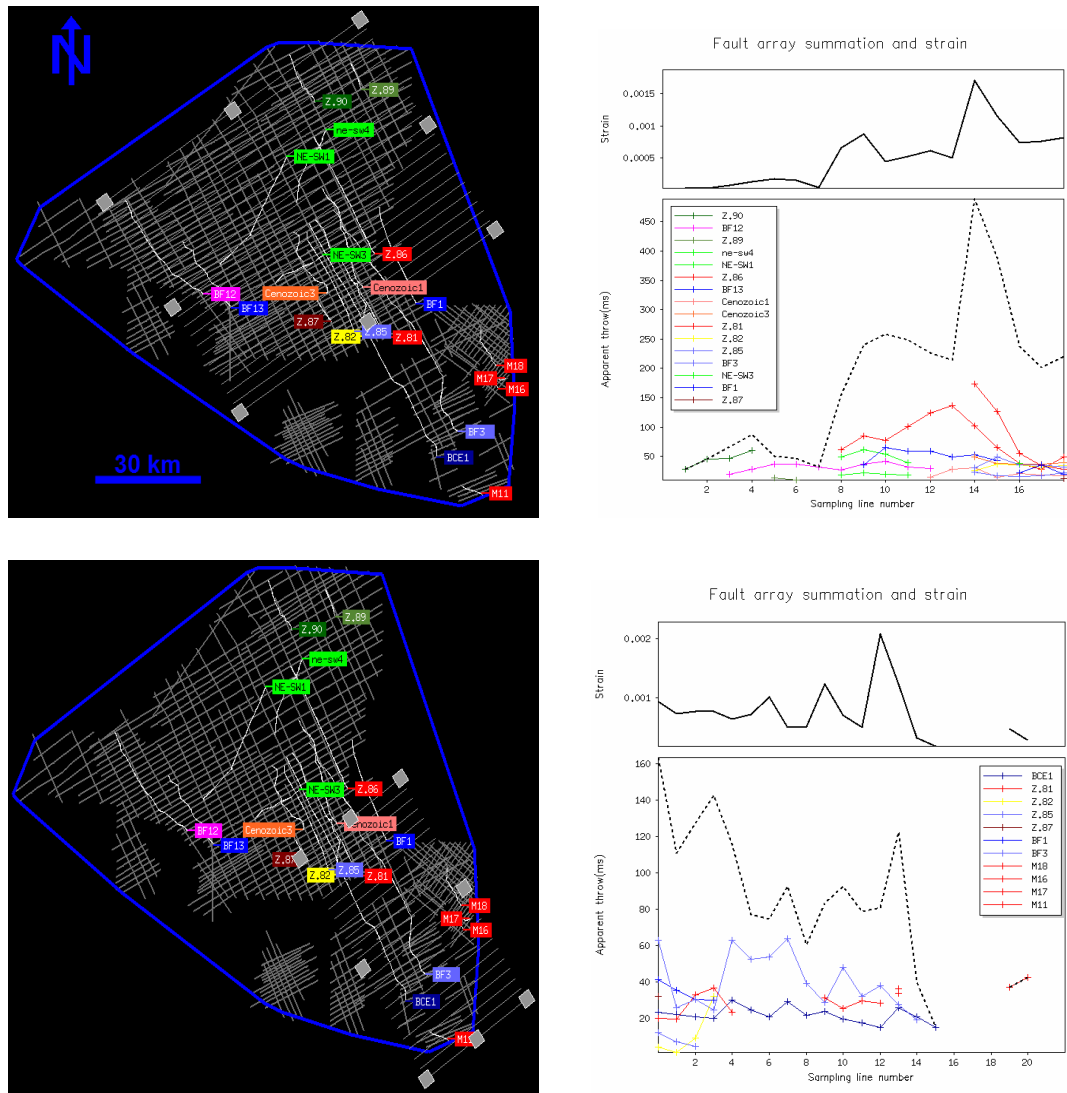 N
Z.89
Z.90
ne-sw4
NE-SW1
NE-SW3
Z.86
BF12
Cenozoic3
Cenozoic1
BF13
BF1
Z.87
Z.82
Z.85
Z.81
M18
M17
M16
BF3
BCE1
30 km
M11
Fault array summation and strain
Strain
0.0015
0.001
0.0005
Apparent throw(ms)
450
400
350
300
250
200
150
100
50
Z.90
BF12
Z.89
ne-sw4
NE-SW1
Z.86
BF13
Cenozoic1
Cenozoic3
Z.81
Z.82
Z.85
BF3
NE-SW3
BF1
Z.87
2 4 6 8 10 12 14 16 18
Sampling line number
Z.89
Z.90
ne-sw4
NE-SW1
NE-SW3
Z.86
BF12
Cenozoic3
Cenozoic1
BF13
BF1
Z.82
Z.85
Z.81
M18
M17
M16
BF3
BCE1
Fault array summation and strain
Strain
0.002
0.001
Apparent throw(ms)
160
140
120
100
80
60
40
20
BCE1
Z.81
Z.82
Z.85
Z.87
BF1
BF3
M18
M16
M17
M11
2 4 6 8 10 12 14 16 18 20
Sampling line number